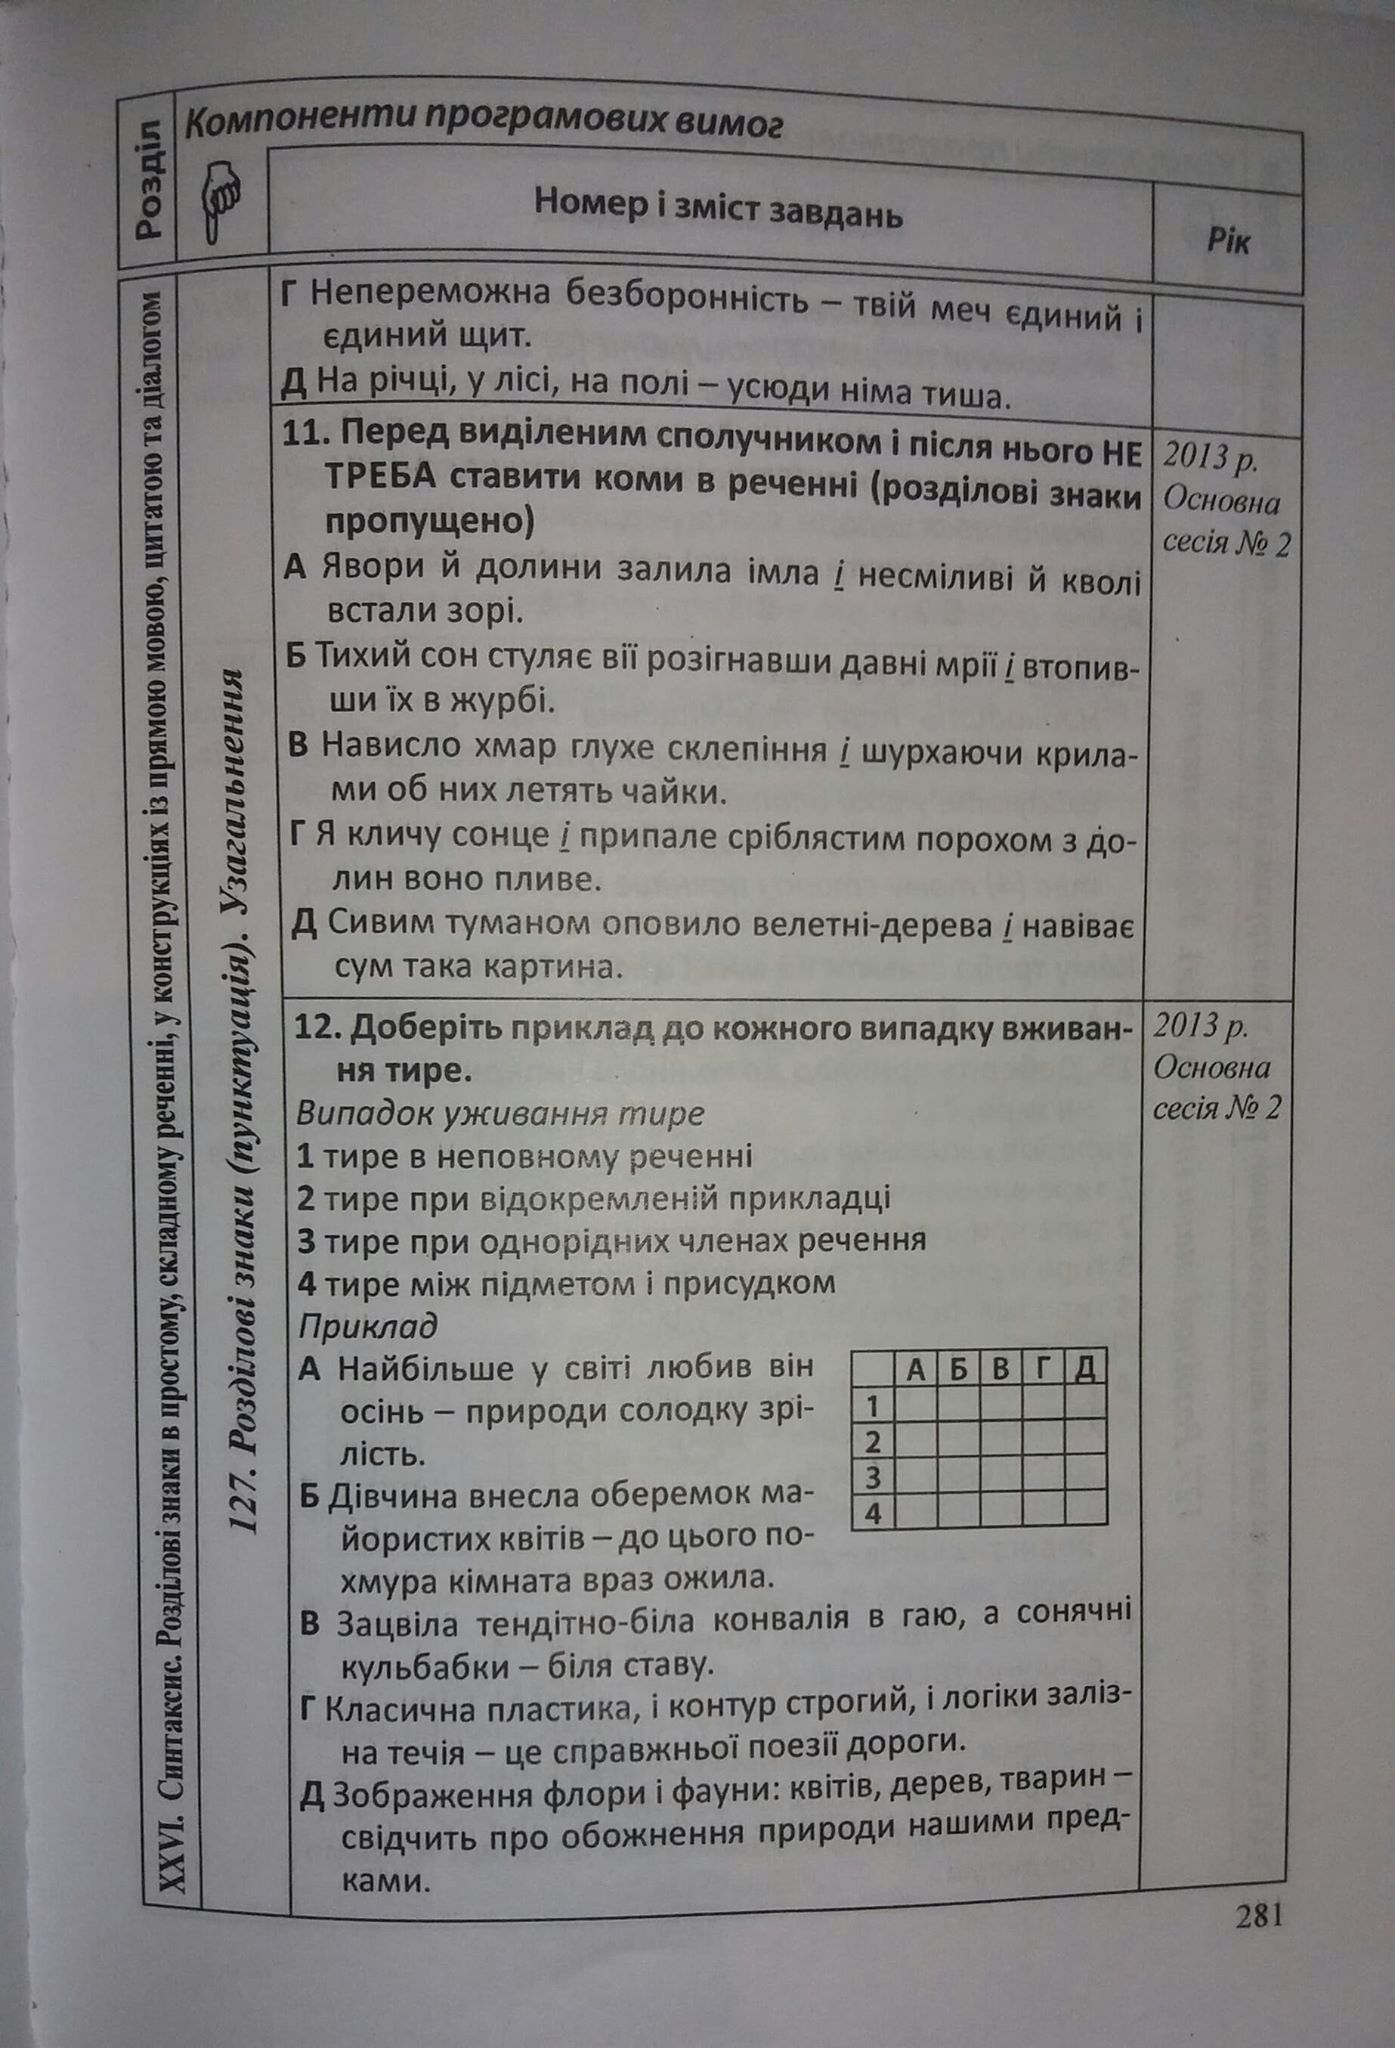 Розділ
Компоненти програмових вимог
Номер і зміст завдань
Рік
XXVI. Синтаксис. Розділові знаки в простому, складному реченні, у конструкціях із прямою мовою, цитатою та діалогом
127. Розділові знаки (пунктуація). Узагальнення
Г Непереможна безборонність – твій меч єдиний і
єдиний щит.
Д На річці, у лісі, на полі – усюди німа тиша.
11. Перед виділеним сполучником і після нього НЕ
ТРЕБА ставити коми в реченні (розділові знаки
пропущено)
А Явори й долини залила імла і несміливі й кволі
встали зорі.
Б Тихий сон стуляє вії розігнавши давні мрії і втопив-
ши їх в журбі.
В Нависло хмар глухе склепіння і шурхаючи крила-
ми об них летять чайки.
Г Я кличу сонце і припале сріблястим порохом з до-
лин воно пливе.
Д Сивим туманом оповило велетні-дерева і навіває
сум така картина.
2013 р.
Основна
сесія № 2
12. Доберіть приклад до кожного випадку вживан-
ня тире.
Випадок уживання тире
1 тире в неповному реченні
2 тире при відокремленій прикладці
3 тире при однорідних членах речення
4 тире між підметом і присудком
Приклад
А Найбільше у світі любив він
осінь – природи солодку зрі-
лість.
Б Дівчина внесла оберемок ма-
йористих квітів – до цього по-
хмура кімната враз ожила.
В Зацвіла тендітно-біла конвалія в гаю, а сонячні
кульбабки – біля ставу.
Г Класична пластика, і контур строгий, і логіки заліз-
на течія – це справжньої поезії дороги.
Д Зображення флори і фауни: квітів, дерев, тварин –
свідчить про обожнення природи нашими пред-
ками.
А Б В Г Д
1
2
3
4
2013 р.
Основна
сесія № 2
281